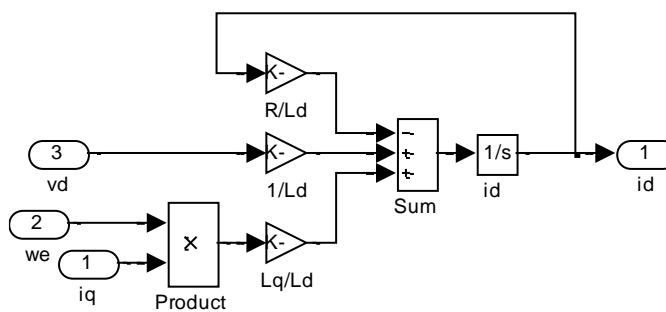 K-
R/Ld
3
vd
K-
1/Ld
-
+
+
Sum
1/s
id
1
id
2
we
1
iq
×
Product
K-
Lq/Ld